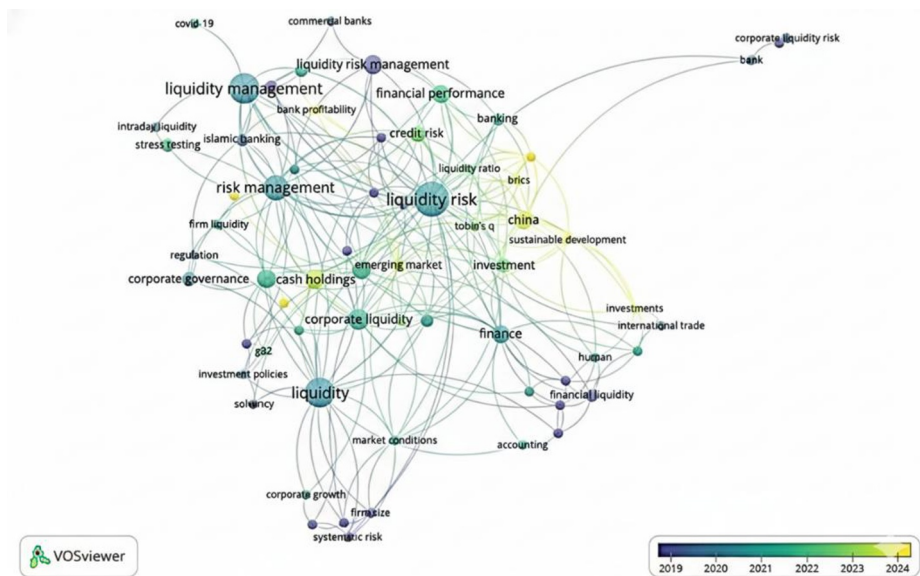 covid-19
commercial banks
corporate liquidity risk
bank
liquidity risk management
liquidity management
financial performance
bank profitability
banking
intraday liquidity
islamic banking
credit risk
stress testing
liquidity ratio
brics
risk management
liquidity risk
firm liquidity
tobin's q
china
sustainable development
regulation
corporate governance
cash holdings
emerging market
investment
investments
corporate liquidity
international trade
finance
g32
human
investment policies
liquidity
financial liquidity
solvency
market conditions
accounting
corporate growth
firm size
systematic risk
VOSviewer
2019 2020 2021 2022 2023 2024